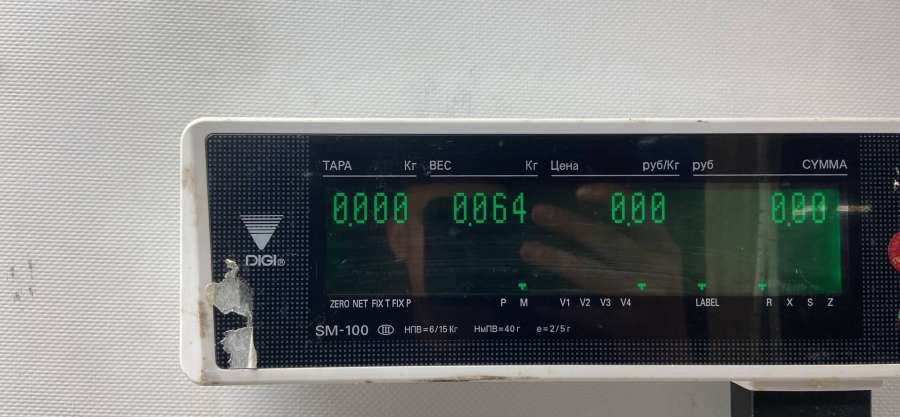 ТАРА Кг ВЕС Кг Цена руб/Кг руб СУММА
0.000 0.064 0.00 0.00
DIGI®
ZERO NET FIX T FIX P P M V1 V2 V3 V4 LABEL R X S Z
SM-100 III НПВ=6/15 Кг НмПВ=40 г e=2/5 г